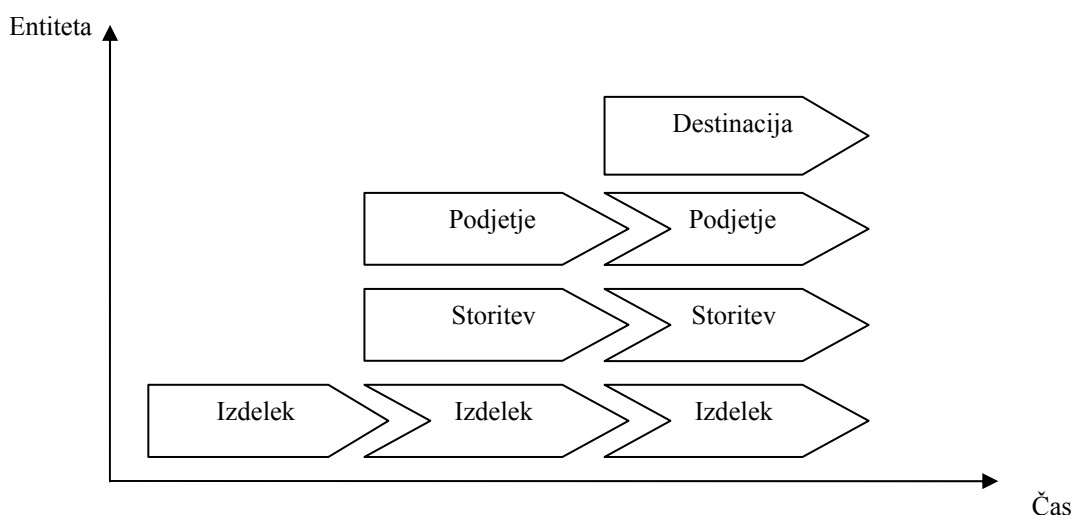 Entiteta
Destinacija
Podjetje Podjetje
Storitev Storitev
Izdelek Izdelek Izdelek
Čas